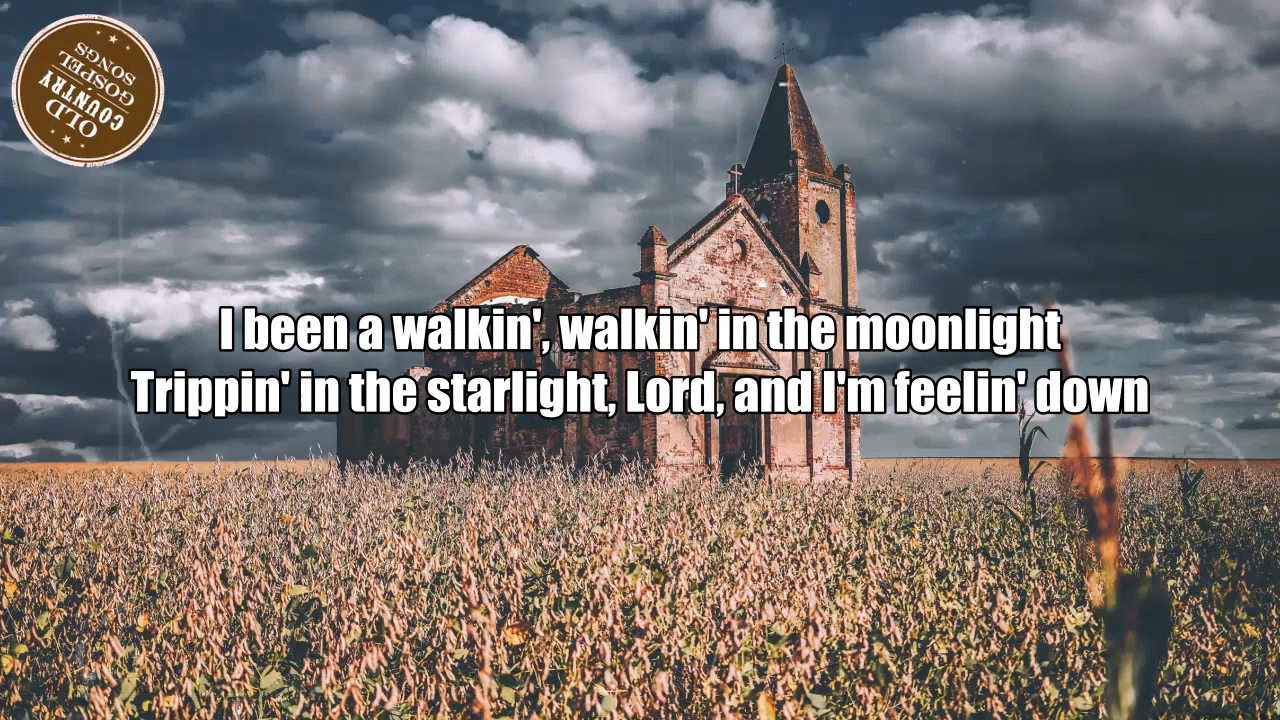 OLD
COUNTRY
GOSPEL
SONGS
I been a walkin', walkin' in the moonlight
Trippin' in the starlight, Lord, and I'm feelin' down